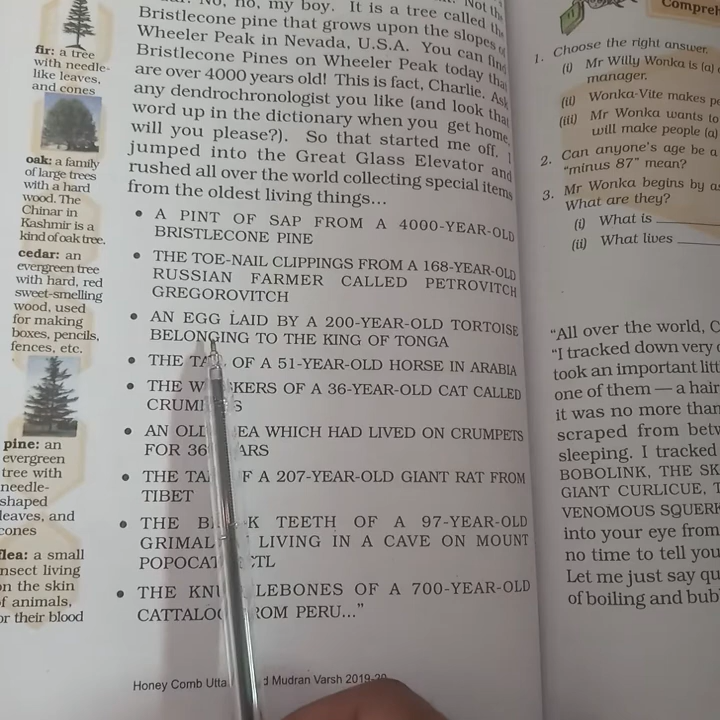 fir: a tree
with needle-
like leaves,
and cones
oak: a family
of large trees
with a hard
wood. The
Chinar in
Kashmir is a
kind of oak tree.
cedar: an
evergreen tree
with hard, red
sweet-smelling
wood, used
for making
boxes, pencils,
fences, etc.
pine: an
evergreen
tree with
needle-
shaped
leaves, and
cones
flea: a small
insect living
on the skin
of animals,
or their blood
No, no, my boy. It is a tree called the
Bristlecone pine that grows upon the slopes of
Wheeler Peak in Nevada, U.S.A. You can find
Bristlecone Pines on Wheeler Peak today that
are over 4000 years old! This is fact, Charlie. Ask
any dendrochronologist you like (and look that
word up in the dictionary when you get home,
will you please?). So that started me off. I
jumped into the Great Glass Elevator and
rushed all over the world collecting special items
from the oldest living things...
• A PINT OF SAP FROM A 4000-YEAR-OLD
BRISTLECONE PINE
• THE TOE-NAIL CLIPPINGS FROM A 168-YEAR-OLD
RUSSIAN FARMER CALLED PETROVITCH
GREGOROVITCH
• AN EGG LAID BY A 200-YEAR-OLD TORTOISE
BELONGING TO THE KING OF TONGA
• THE OF A 51-YEAR-OLD HORSE IN ARABIA
• THE OF A 36-YEAR-OLD CAT CALLED
• AN WHICH HAD LIVED ON CRUMPETS
FOR 36
• THE A 207-YEAR-OLD GIANT RAT FROM
TIBET
• THE TEETH OF A 97-YEAR-OLD
LIVING IN A CAVE ON MOUNT
• THE OF A 700-YEAR-OLD
PERU..."
Honey Comb Mudran Varsh 2019-20
Compreh
1. Choose the right answer.
(i) Mr Willy Wonka is (a)
manager.
(ii) Wonka-Vite makes pe
(iii) Mr Wonka wants to
will make people (a)
2. Can anyone's age be a
"minus 87" mean?
3. Mr Wonka begins by as
What are they?
(i) What is
(ii) What lives
"All over the world, C
"I tracked down very
took an important litt
one of them — a hair
it was no more than
scraped from betw
sleeping. I tracked
BOBOLINK, THE SK
GIANT CURLICUE, T
VENOMOUS SQUERK
into your eye from
no time to tell you
Let me just say qu
of boiling and bub